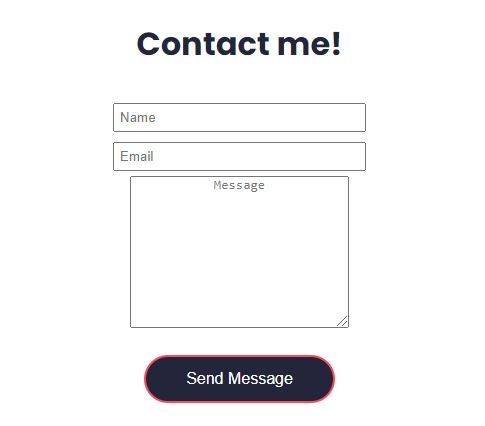 Contact me!
Name
Email
Message
Send Message